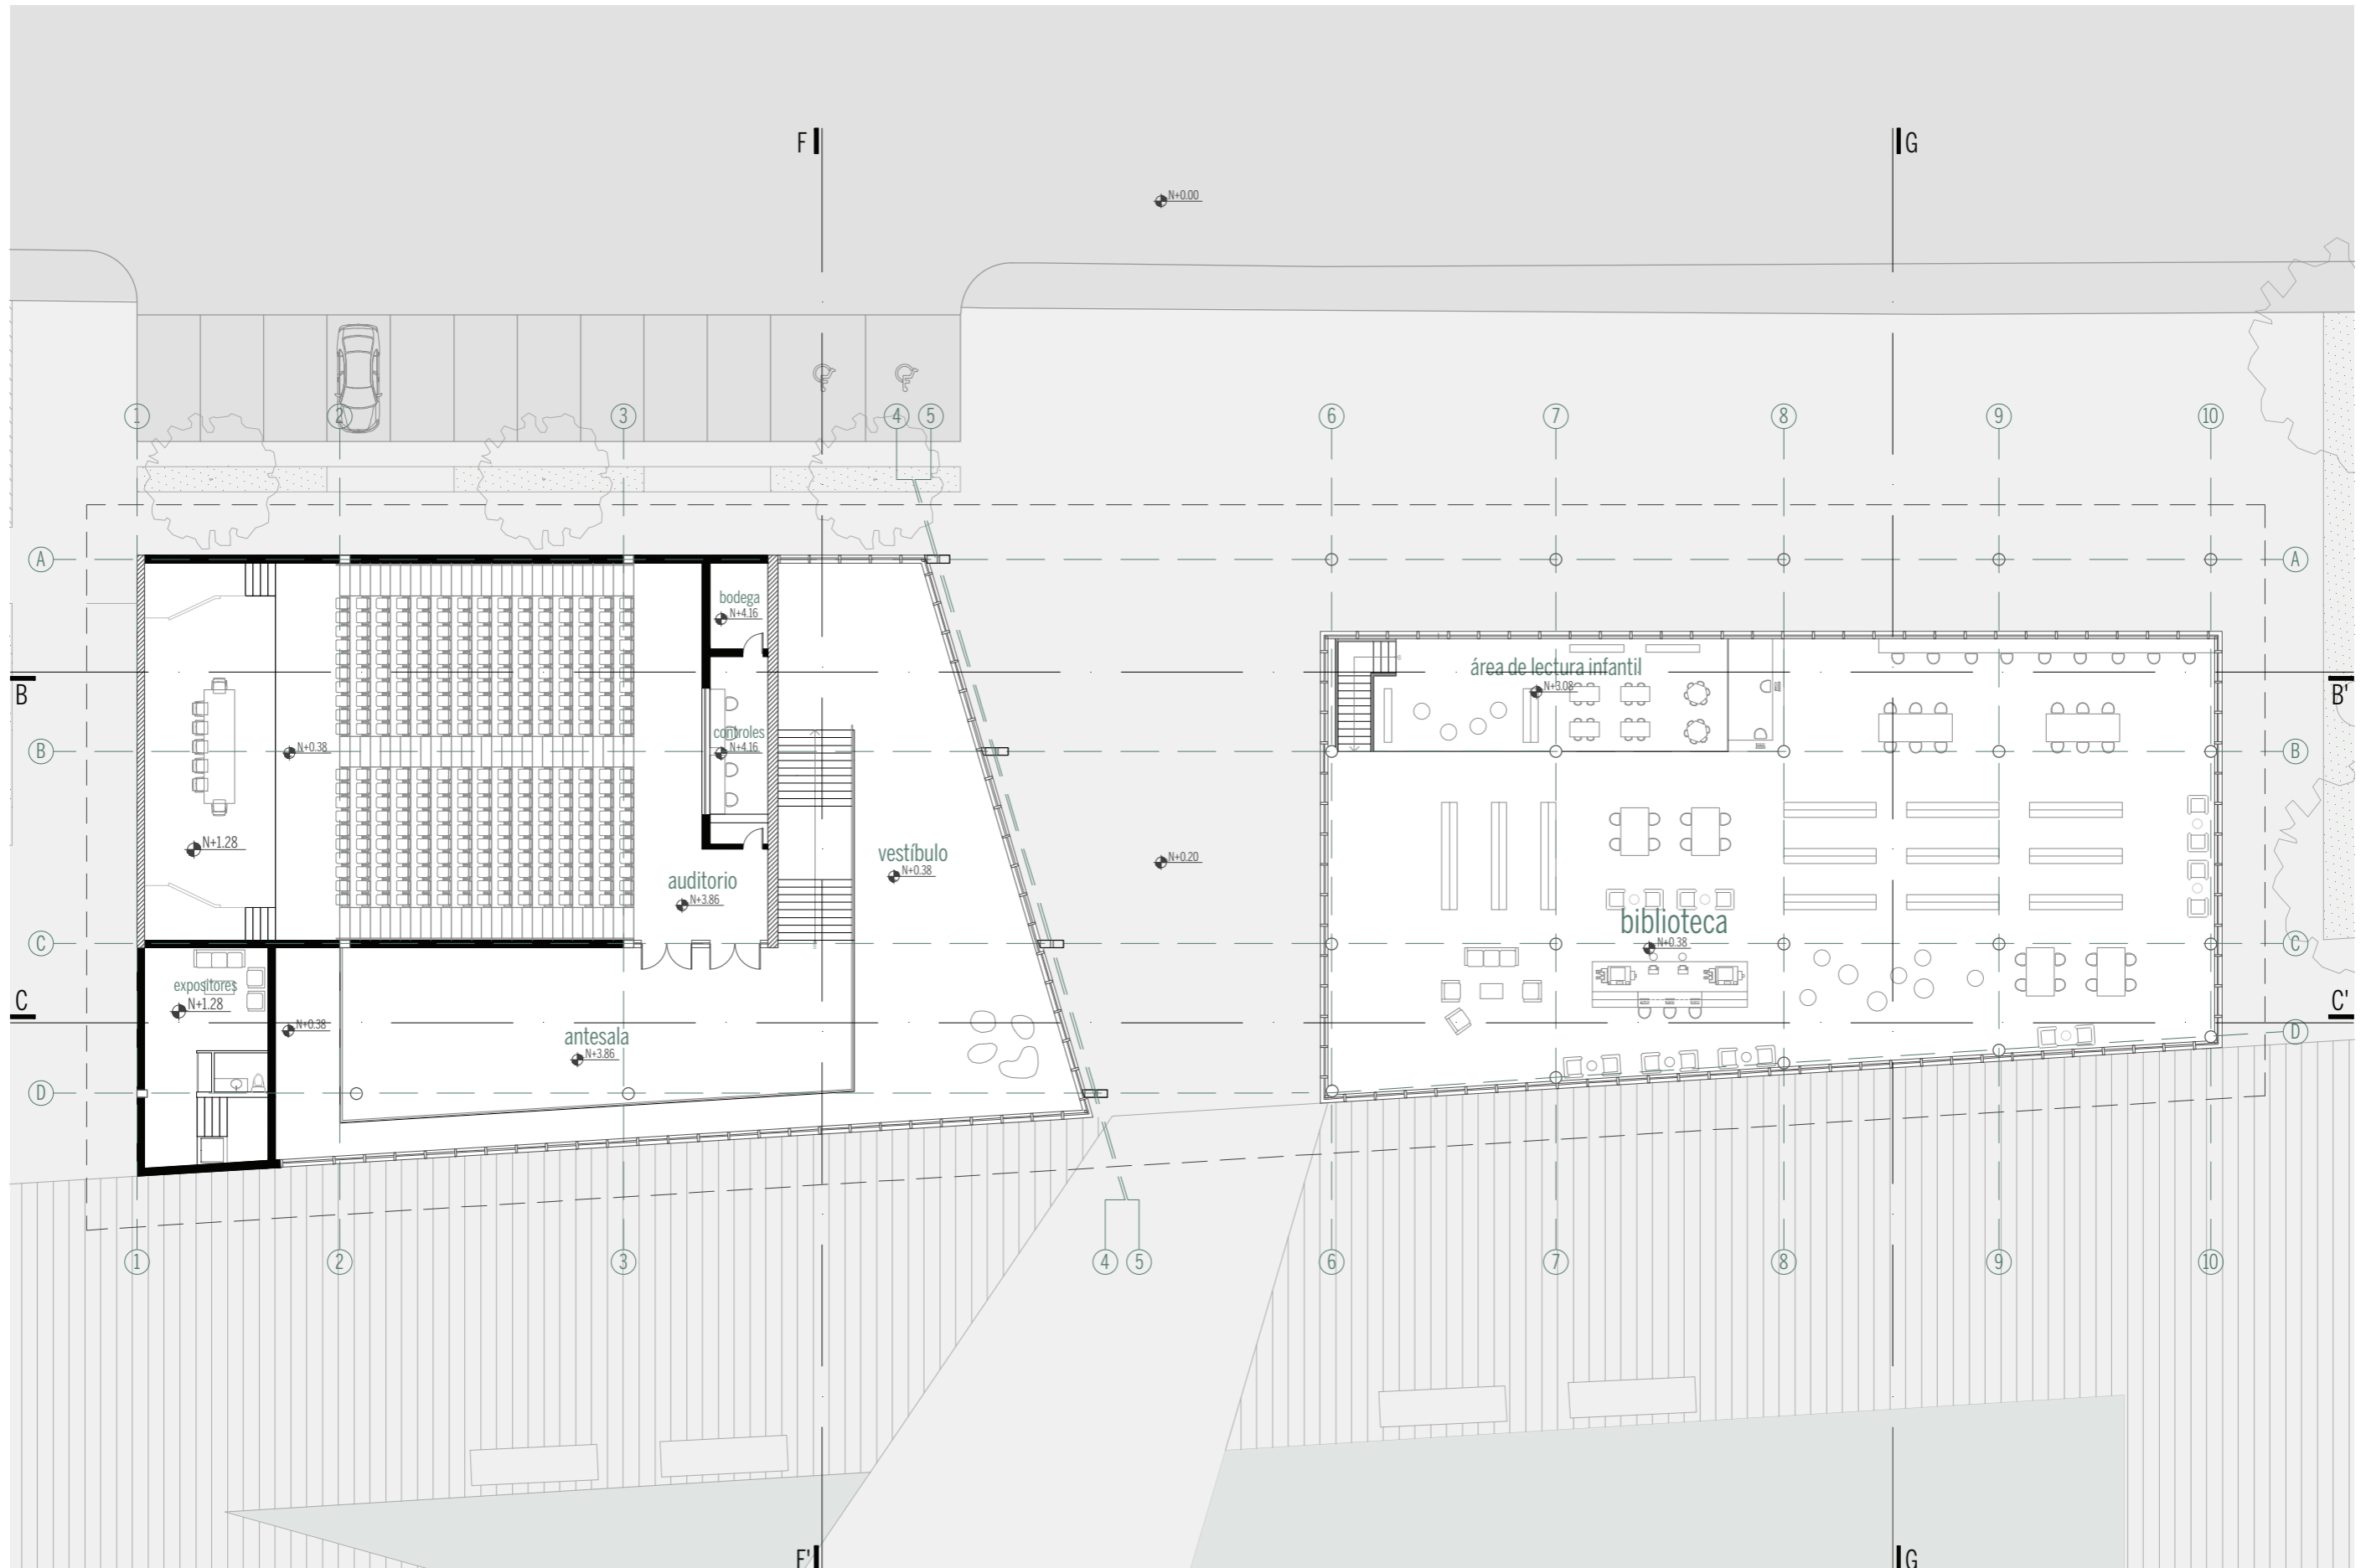 F
G
N+0.00
1
2
3
4
5
6
7
8
9
10
A
A
bodega
N+4.16
área de lectura infantil
N+3.08
B
B'
controles
N+4.16
N+0.38
B
B
N+1.28
vestíbulo
N+0.38
N+0.20
auditorio
N+3.86
biblioteca
N+0.38
C
C
expositores
N+1.28
C
C'
N+0.38
antesala
N+3.86
D
D
1
2
3
4
5
6
7
8
9
10
F'
G